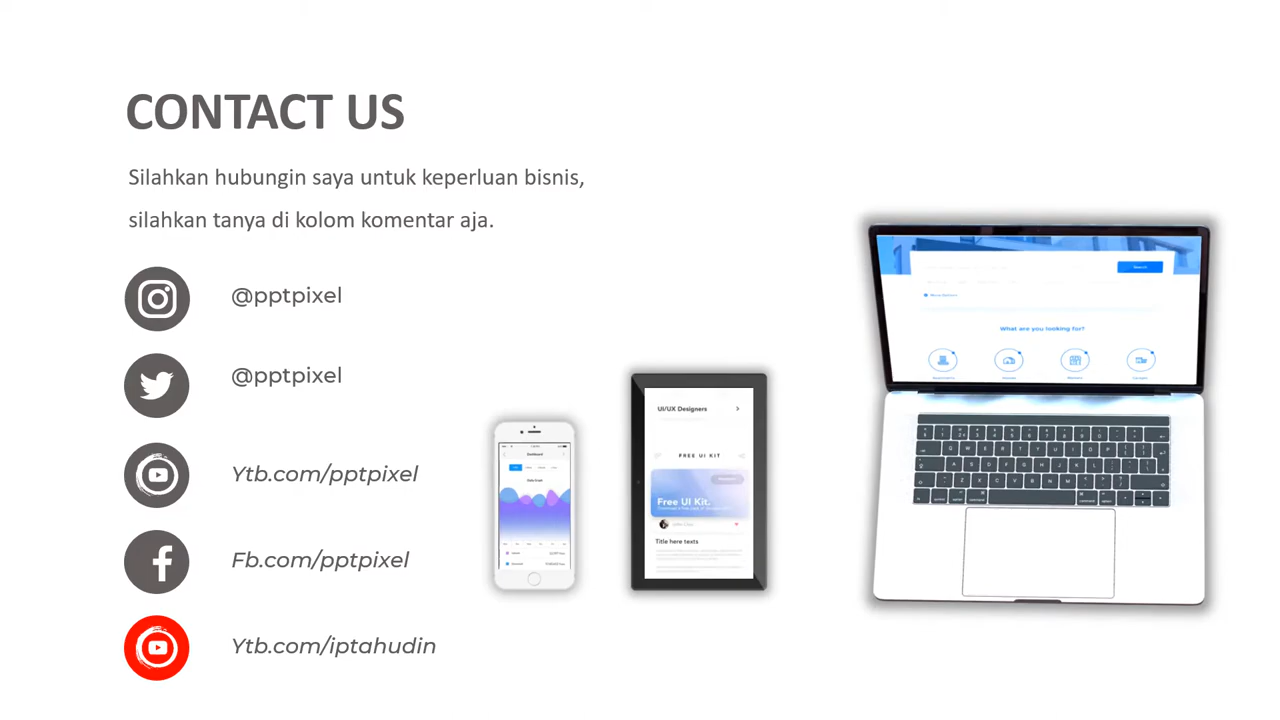 CONTACT US
Silahkan hubungin saya untuk keperluan bisnis,
silahkan tanya di kolom komentar aja.
@pptpixel
@pptpixel
Ytb.com/pptpixel
Fb.com/pptpixel
Ytb.com/iptahudin
Dashboard
UI/UX Designers
FREE UI KIT
Free UI Kit.
Title here texts
What are you looking for?